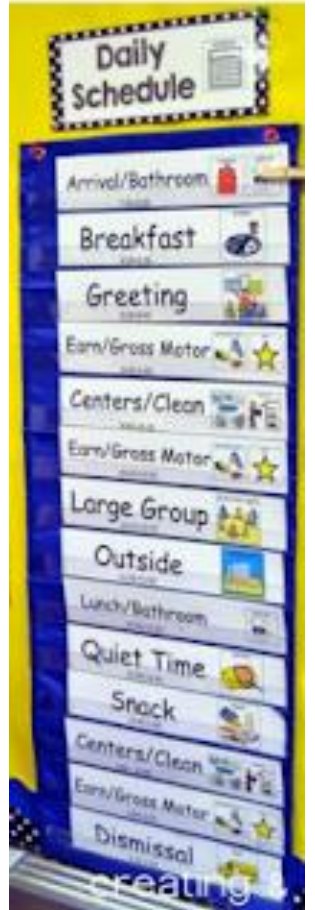 Daily
Schedule
Arrival/Bathroom
Breakfast
Greeting
Earn/Gross Motor
Centers/Clean
Earn/Gross Motor
Large Group
Outside
Lunch/Bathroom
Quiet Time
Snack
Centers/Clean
Earn/Gross Motor
Dismissal
creating &